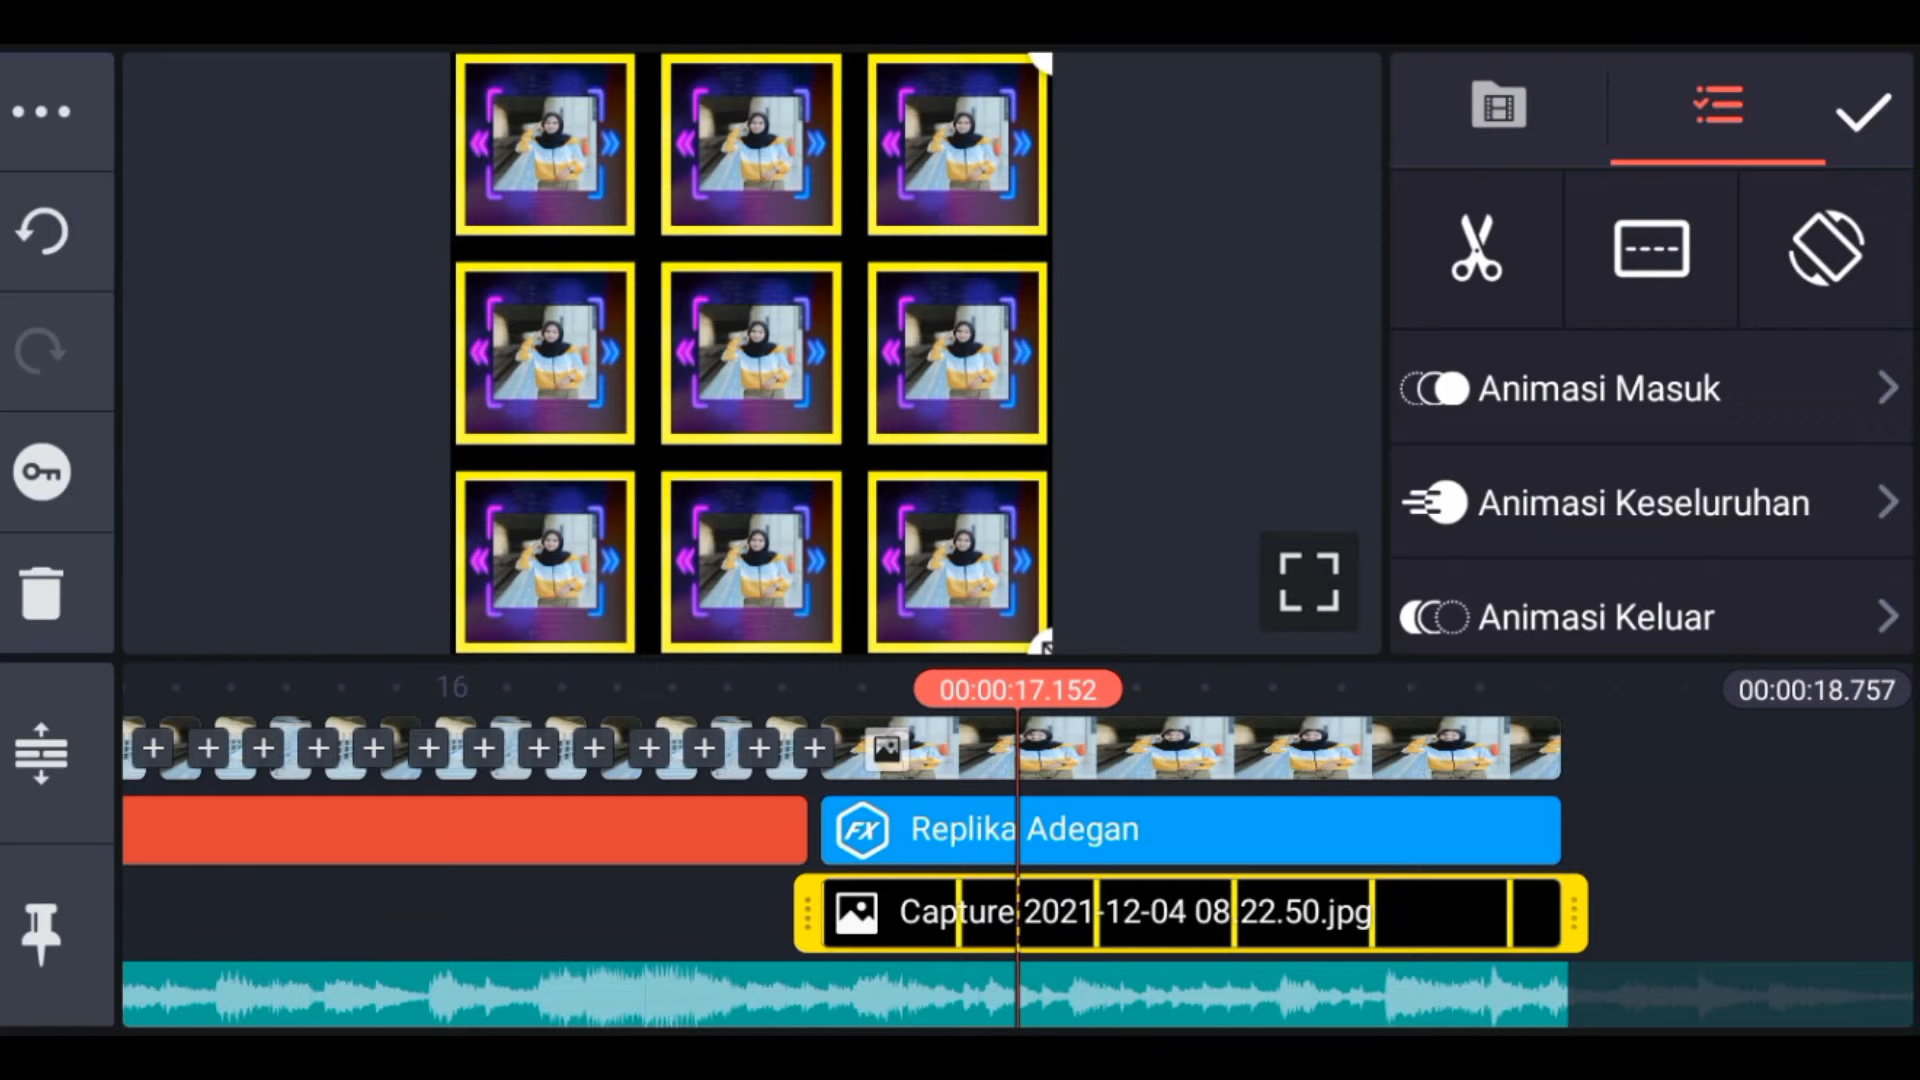 Animasi Masuk
Animasi Keseluruhan
Animasi Keluar
16
00:00:17.152
00:00:18.757
FX Replika Adegan
Capture 2021-12-04 08.22.50.jpg